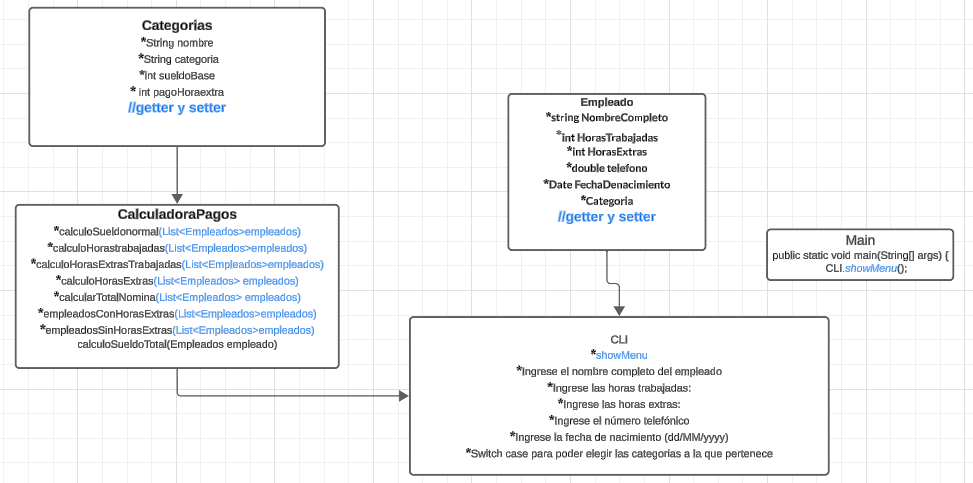 Categorias
*String nombre
*String categoria
*Int sueldoBase
* int pagoHoraextra
//getter y setter
Empleado
*string NombreCompleto
*int HorasTrabajadas
*int HorasExtras
*double telefono
*Date FechaDenacimiento
*Categoria
//getter y setter
CalculadoraPagos
*calculoSueldonormal(List<Empleados>empleados)
*calculoHorastrabajadas(List<Empleados>empleados)
*calculoHorasExtrasTrabajadas(List<Empleados>empleados)
*calculoHorasExtras(List<Empleados> empleados)
*calcularTotalNomina(List<Empleados> empleados)
*empleadosConHorasExtras(List<Empleados>empleados)
*empleadosSinHorasExtras(List<Empleados>empleados)
calculoSueldoTotal(Empleados empleado)
Main
public static void main(String[] args) {
CLI.showMenu();
CLI
*showMenu
*Ingrese el nombre completo del empleado
*Ingrese las horas trabajadas:
*Ingrese las horas extras:
*Ingrese el número telefónico
*Ingrese la fecha de nacimiento (dd/MM/yyyy)
*Switch case para poder elegir las categorias a la que pertenece